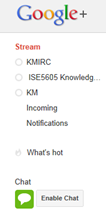 Google+
Stream
KMIRC
ISE5605 Knowledg...
KM
Incoming
Notifications
What's hot
Chat
Enable Chat